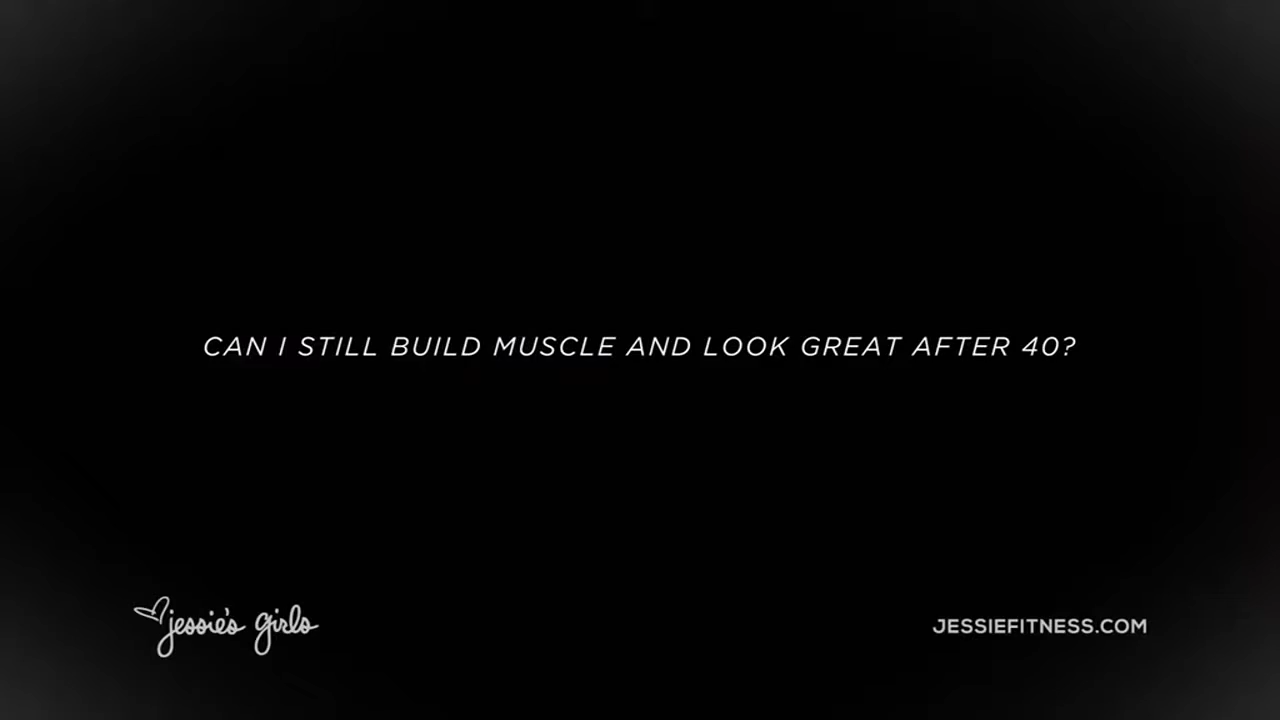 CAN I STILL BUILD MUSCLE AND LOOK GREAT AFTER 40?
jessie's girls
JESSIEFITNESS.COM